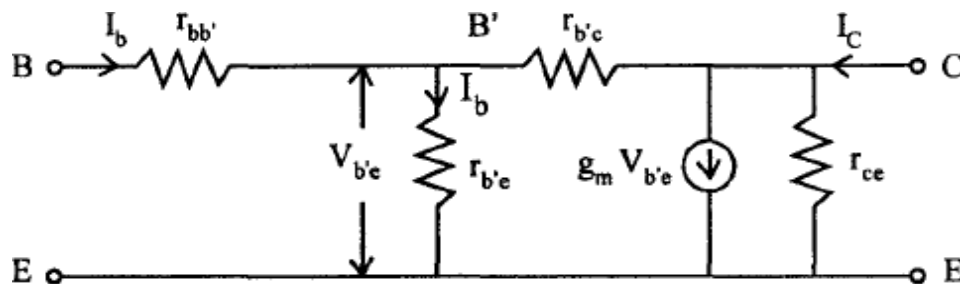 I_b r_bb' B' r_b'c I_C
B C
I_b
V_b'e r_b'e g_m V_b'e r_ce
E E